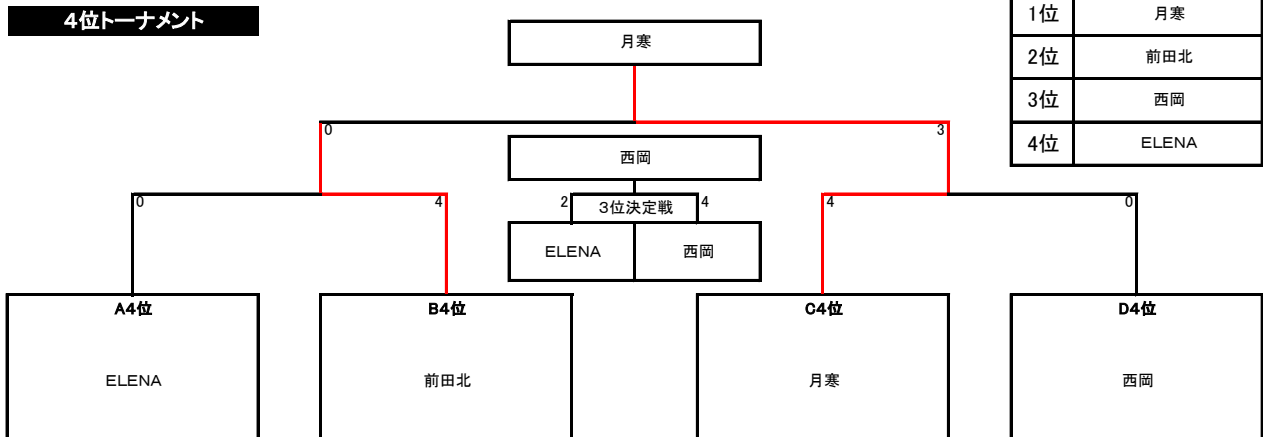 4位トーナメント
1位 月寒
2位 前田北
3位 西岡
4位 ELENA
月寒
0 3
西岡
0 4 2 3位決定戦 4 4 0
ELENA 西岡
A4位 B4位 C4位 D4位
ELENA 前田北 月寒 西岡